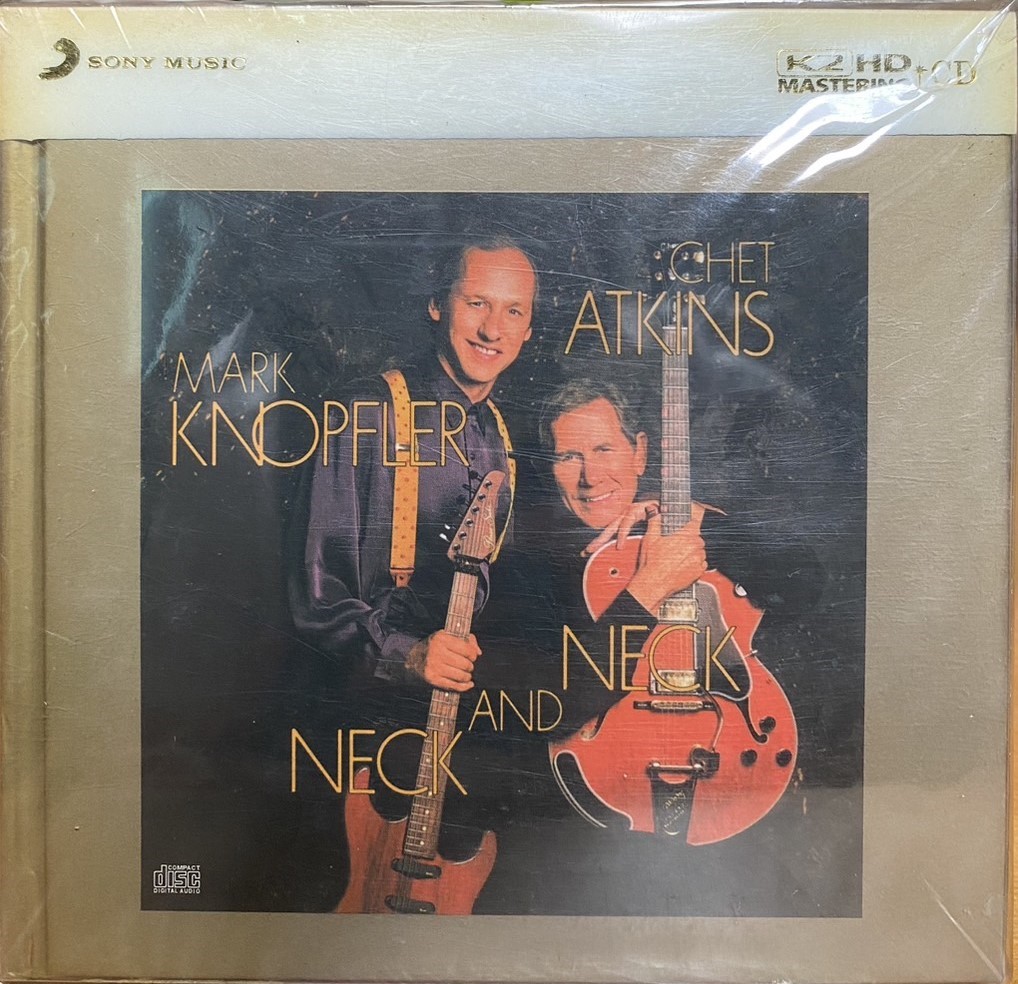 SONY MUSIC
K2 HD
MASTERING + CD
CHET
ATKINS
MARK
KNOPFLER
NECK
AND
NECK
COMPACT
disc
DIGITAL AUDIO